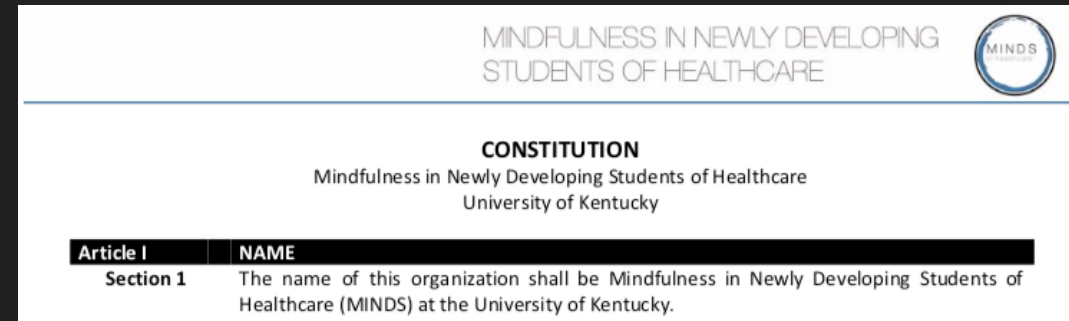 MINDFULNESS IN NEWLY DEVELOPING
STUDENTS OF HEALTHCARE
MINDS
of healthcare
CONSTITUTION
Mindfulness in Newly Developing Students of Healthcare
University of Kentucky
Article I NAME
Section 1 The name of this organization shall be Mindfulness in Newly Developing Students of
Healthcare (MINDS) at the University of Kentucky.